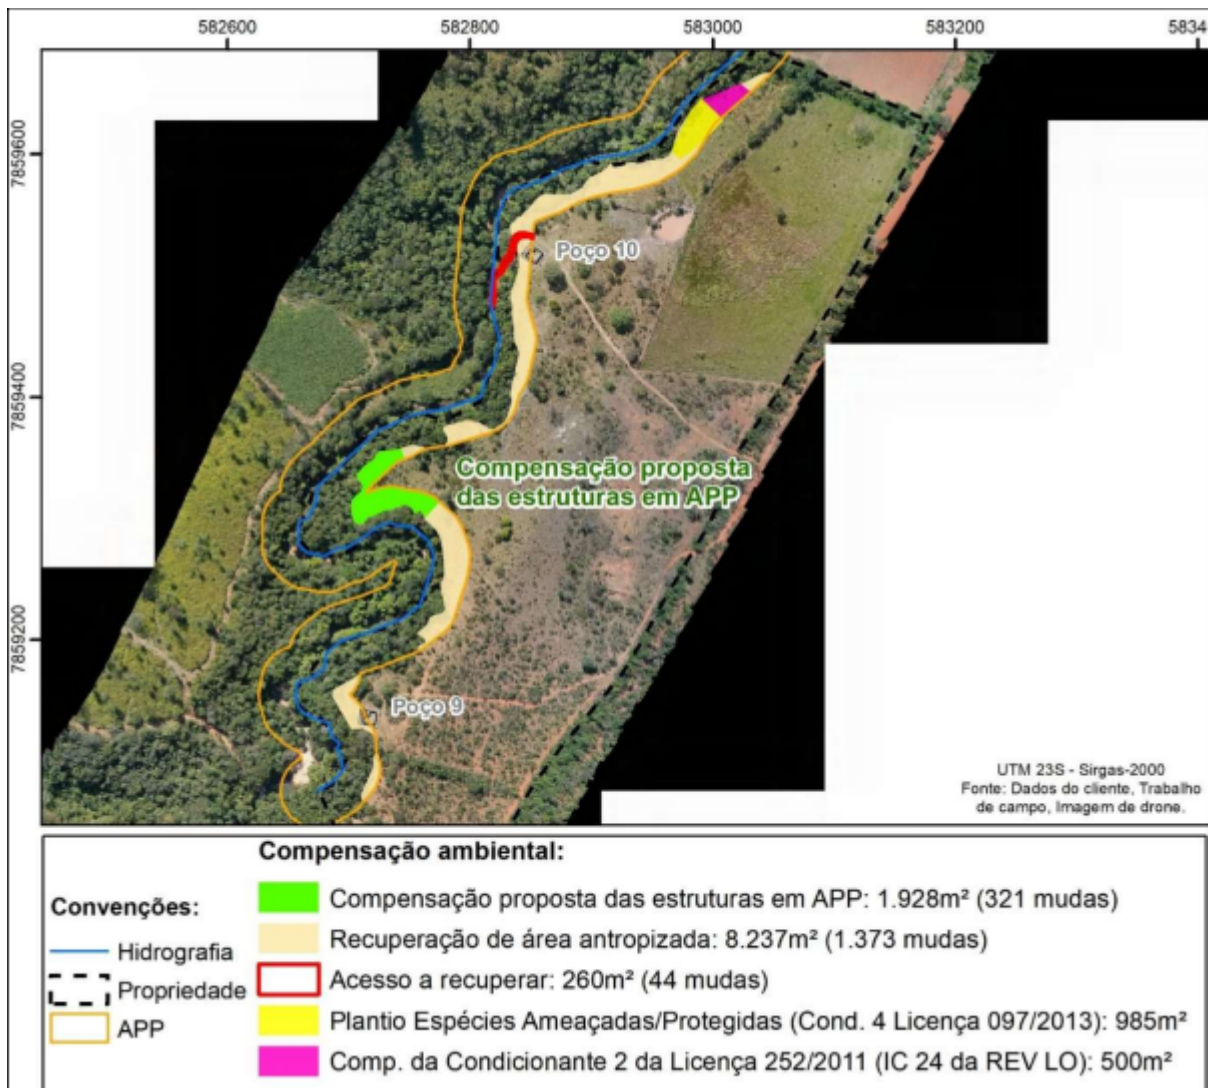 582600 582800 583000 583200 5834
7859600
7859400
7859200
Poço 10
Compensação proposta
das estruturas em APP
Poço 9
UTM 23S - Sirgas-2000
Fonte: Dados do cliente, Trabalho
de campo, Imagem de drone.
Convenções:
Hidrografia
Propriedade
APP
Compensação ambiental:
Compensação proposta das estruturas em APP: 1.928m² (321 mudas)
Recuperação de área antropizada: 8.237m² (1.373 mudas)
Acesso a recuperar: 260m² (44 mudas)
Plantio Espécies Ameaçadas/Protegidas (Cond. 4 Licença 097/2013): 985m²
Comp. da Condicionante 2 da Licença 252/2011 (IC 24 da REV LO): 500m²